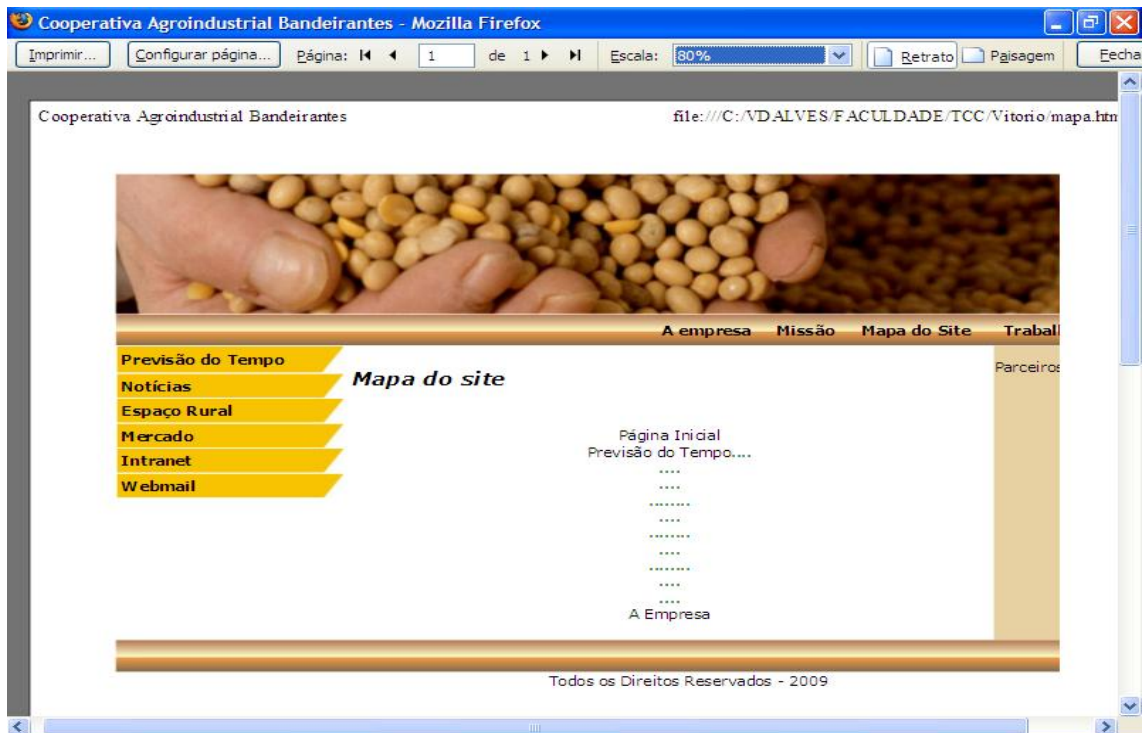 Cooperativa Agroindustrial Bandeirantes - Mozilla Firefox
Imprimir... Configurar página... Página: 1 de 1 Escala: 80% Retrato Paisagem Fecha
Cooperativa Agroindustrial Bandeirantes file:///C:/VDALVES/FACULDADE/TCC/Vitorio/mapa.htm
A empresa Missão Mapa do Site Trabal
Previsão do Tempo
Notícias
Espaço Rural
Mercado
Intranet
Webmail
Mapa do site
Página Inicial
Previsão do Tempo....
....
....
........
....
........
....
........
....
....
A Empresa
Parceiros
Todos os Direitos Reservados - 2009